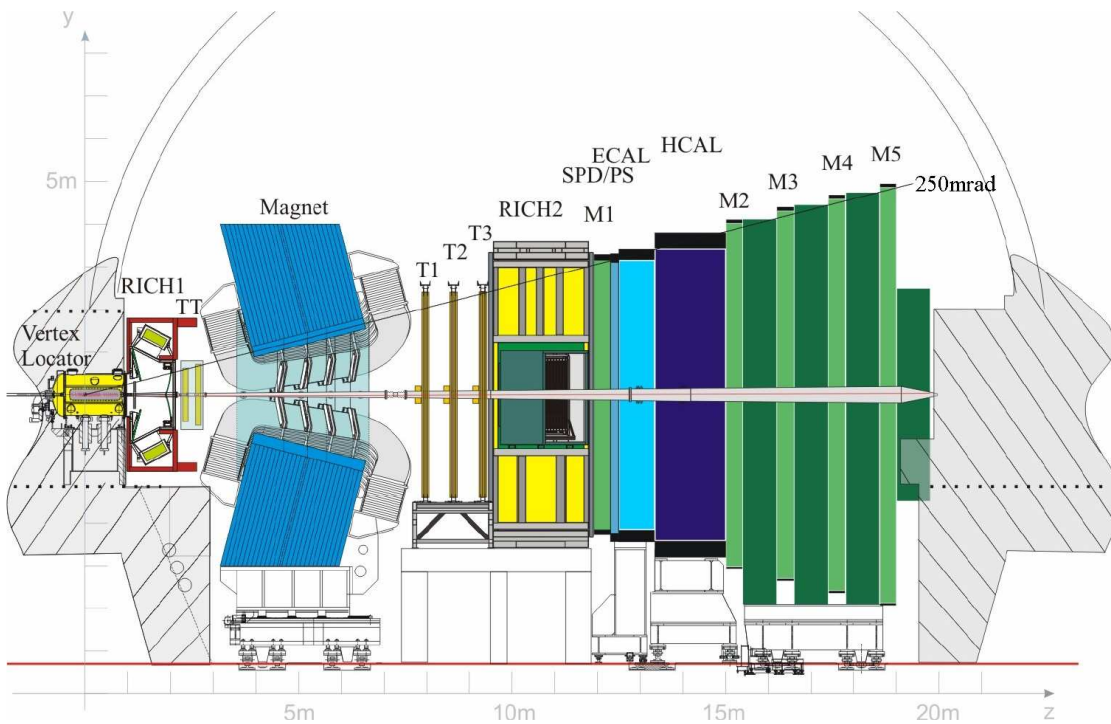 y
5m
Vertex
Locator
RICH1
TT
Magnet
T1
T2
T3
RICH2
M1
SPD/PS
ECAL
HCAL
M2
M3
M4
M5
250mrad
5m
10m
15m
20m
z